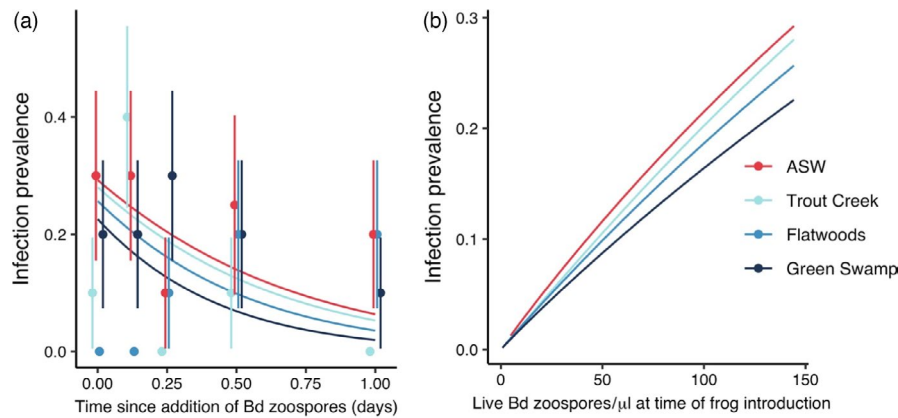 (a)
Infection prevalence
0.4
0.2
0.0
0.00 0.25 0.50 0.75 1.00
Time since addition of Bd zoospores (days)
(b)
Infection prevalence
0.3
0.2
0.1
0.0
0 50 100 150
Live Bd zoospores/μl at time of frog introduction
ASW
Trout Creek
Flatwoods
Green Swamp